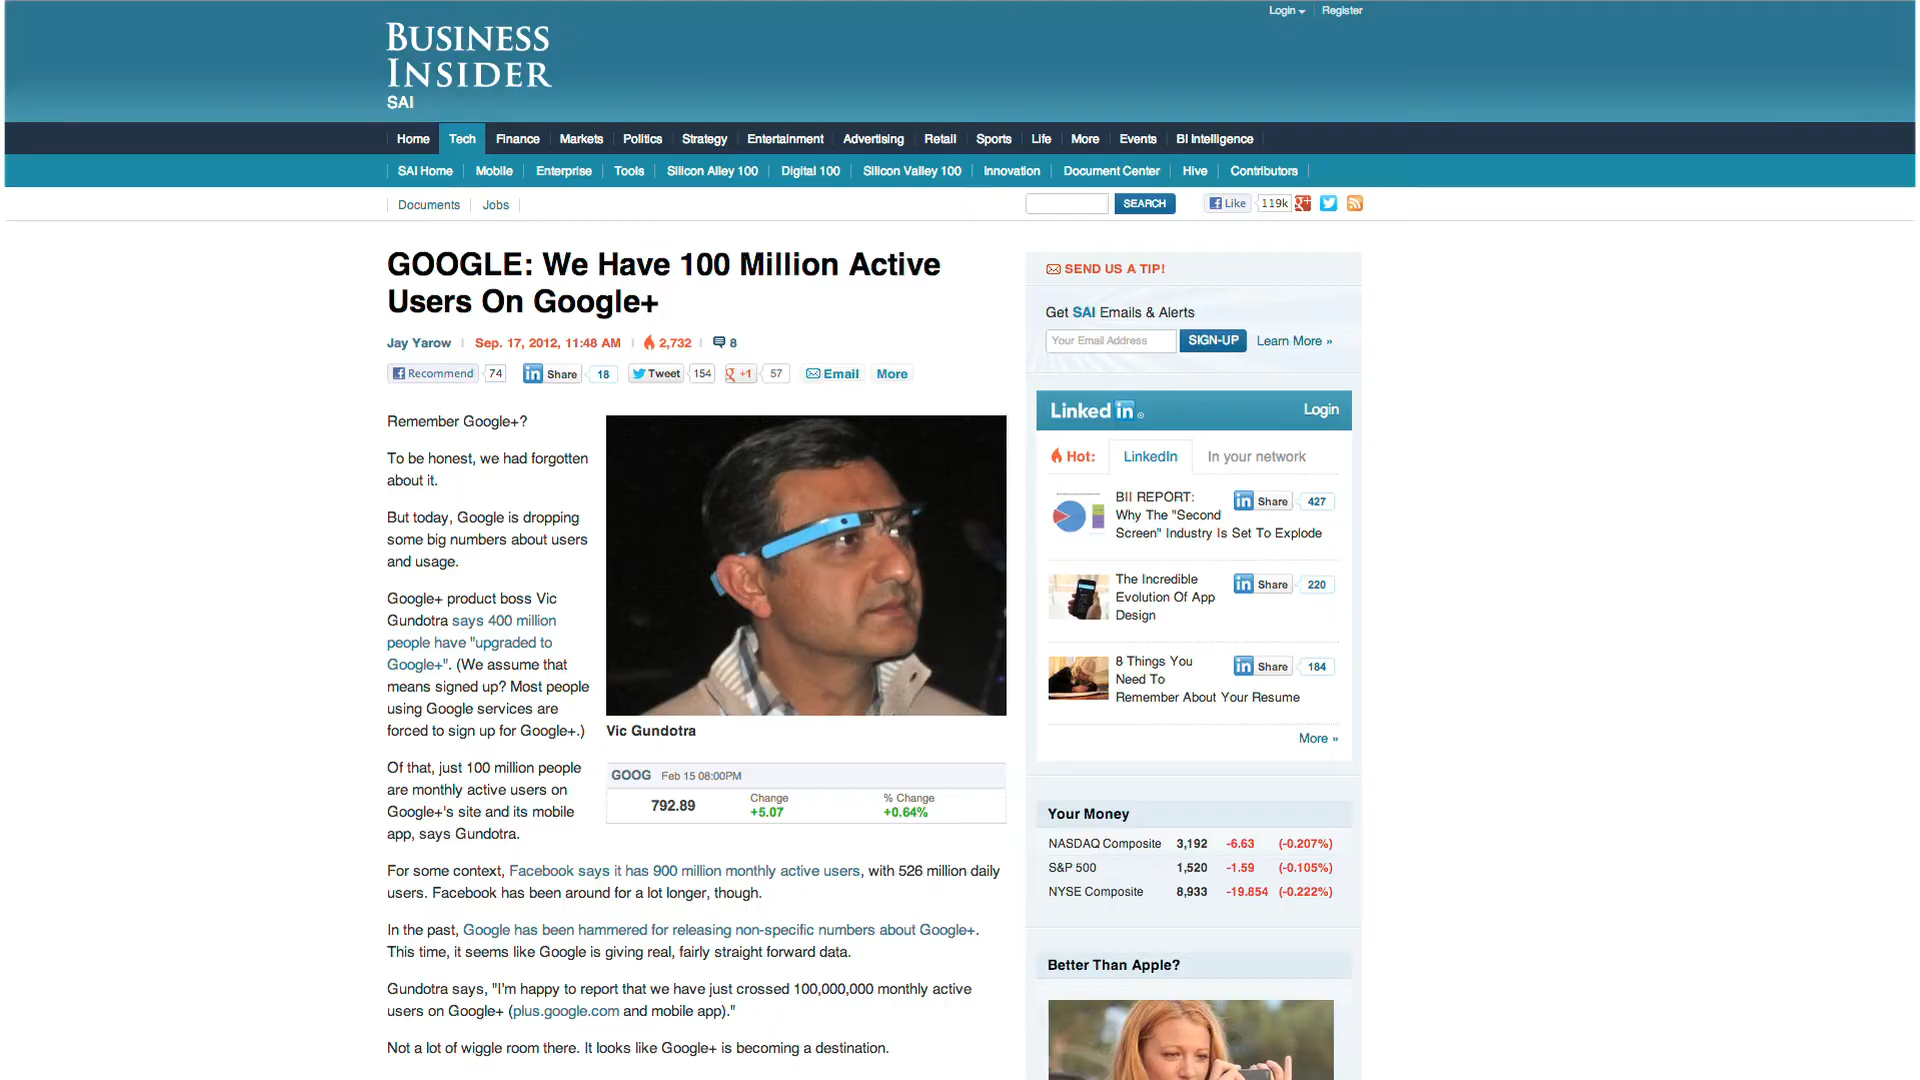 Login
Register
BUSINESS
INSIDER
SAI
Home Tech Finance Markets Politics Strategy Entertainment Advertising Retail Sports Life More Events BI Intelligence
SAI Home Mobile Enterprise Tools Silicon Alley 100 Digital 100 Silicon Valley 100 Innovation Document Center Hive Contributors
Documents Jobs
SEARCH
Like 119k
GOOGLE: We Have 100 Million Active
Users On Google+
Jay Yarow Sep. 17, 2012, 11:48 AM 2,732 8
Recommend 74 in Share 18 Tweet 154 g +1 57 Email More
Remember Google+?
To be honest, we had forgotten
about it.
But today, Google is dropping
some big numbers about users
and usage.
Google+ product boss Vic
Gundotra says 400 million
people have "upgraded to
Google+". (We assume that
means signed up? Most people
using Google services are
forced to sign up for Google+.)
Of that, just 100 million people
are monthly active users on
Google+'s site and its mobile
app, says Gundotra.
Vic Gundotra
GOOG Feb 15 08:00PM
792.89
Change
+5.07
% Change
+0.64%
For some context, Facebook says it has 900 million monthly active users, with 526 million daily
users. Facebook has been around for a lot longer, though.
In the past, Google has been hammered for releasing non-specific numbers about Google+.
This time, it seems like Google is giving real, fairly straight forward data.
Gundotra says, "I'm happy to report that we have just crossed 100,000,000 monthly active
users on Google+ (plus.google.com and mobile app)."
Not a lot of wiggle room there. It looks like Google+ is becoming a destination.
SEND US A TIP!
Get SAI Emails & Alerts
Your Email Address SIGN-UP Learn More »
Linked in Login
Hot: LinkedIn In your network
BII REPORT:
Why The "Second
Screen" Industry Is Set To Explode
in Share 427
The Incredible
Evolution Of App
Design
in Share 220
8 Things You
Need To
Remember About Your Resume
in Share 184
More »
Your Money
NASDAQ Composite 3,192 -6.63 (-0.207%)
S&P 500 1,520 -1.59 (-0.105%)
NYSE Composite 8,933 -19.854 (-0.222%)
Better Than Apple?